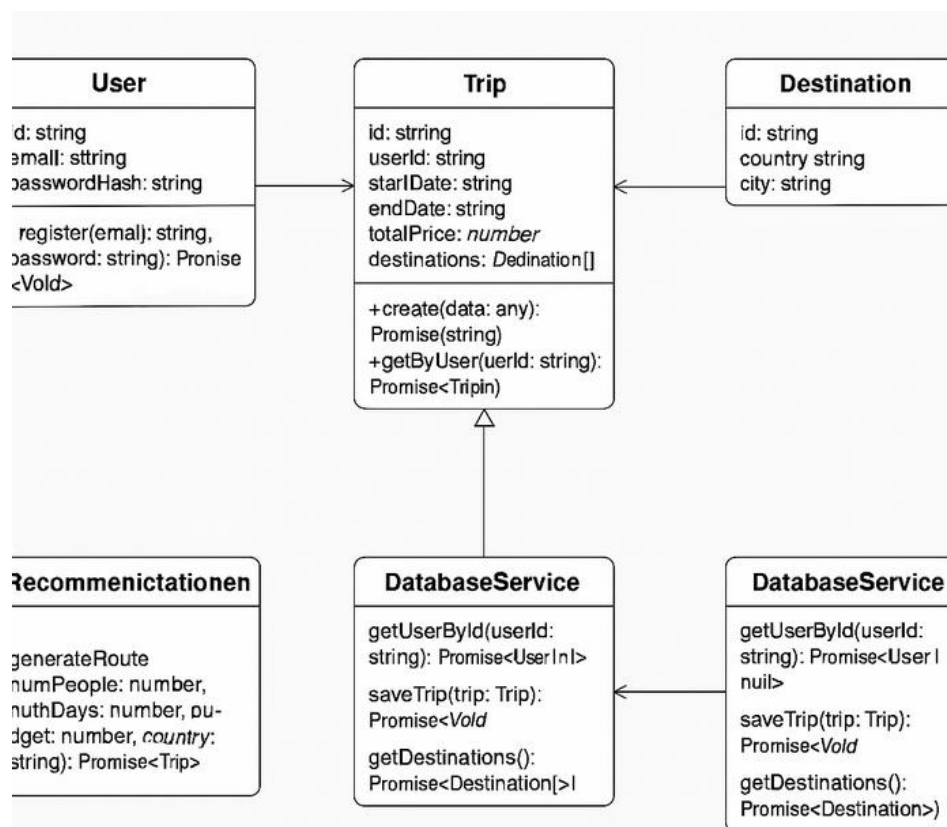 User
id: string
emall: sttring
passwordHash: string
register(emal): string,
password: string): Pronise
<Vold>
Trip
id: strring
userId: string
starlDate: string
endDate: string
totalPrice: number
destinations: Dedination[]
+create(data: any):
Promise(string)
+getByUser(uerId: string):
Promise<Tripin)
Destination
id: string
country string
city: string
Recommenictationen
generateRoute
numPeople: number,
nuthDays: number, pu-
dget: number, country:
string): Promise<Trip>
DatabaseService
getUserById(userId:
string): Promise<User|n|>
saveTrip(trip: Trip):
Promise<Vold
getDestinations():
Promise<Destination[>|
DatabaseService
getUserById(userId:
string): Promise<User|
nuil>
saveTrip(trip: Trip):
Promise<Vold
getDestinations():
Promise<Destination>)